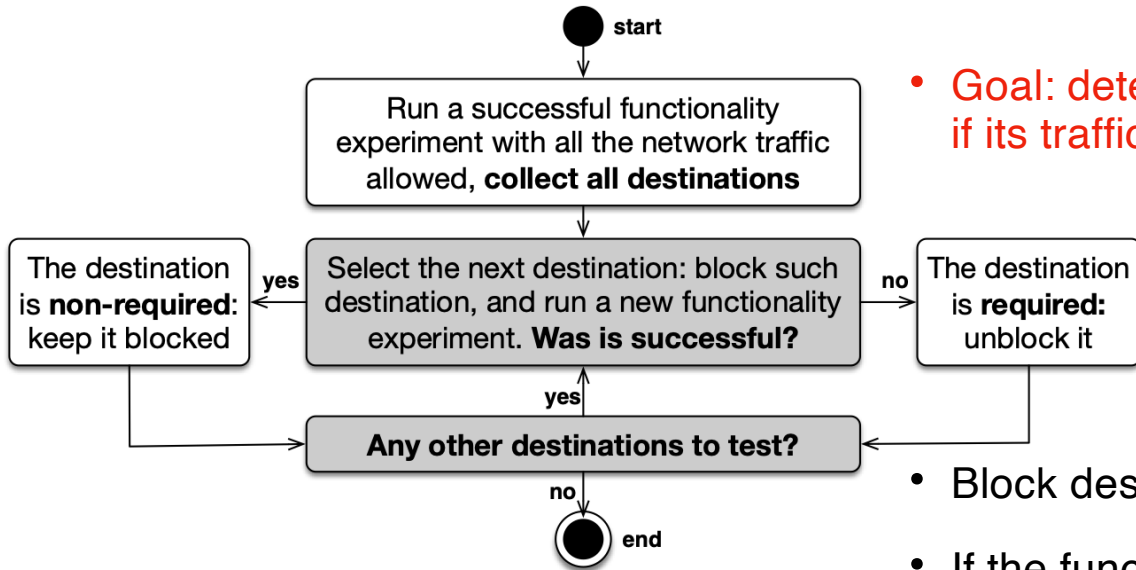 start
• Goal: dete
if its traffic
Run a successful functionality
experiment with all the network traffic
allowed, collect all destinations
The destination
is non-required:
keep it blocked
yes
Select the next destination: block such
destination, and run a new functionality
experiment. Was is successful?
no
The destination
is required:
unblock it
yes
Any other destinations to test?
no
• Block des
end
• If the func